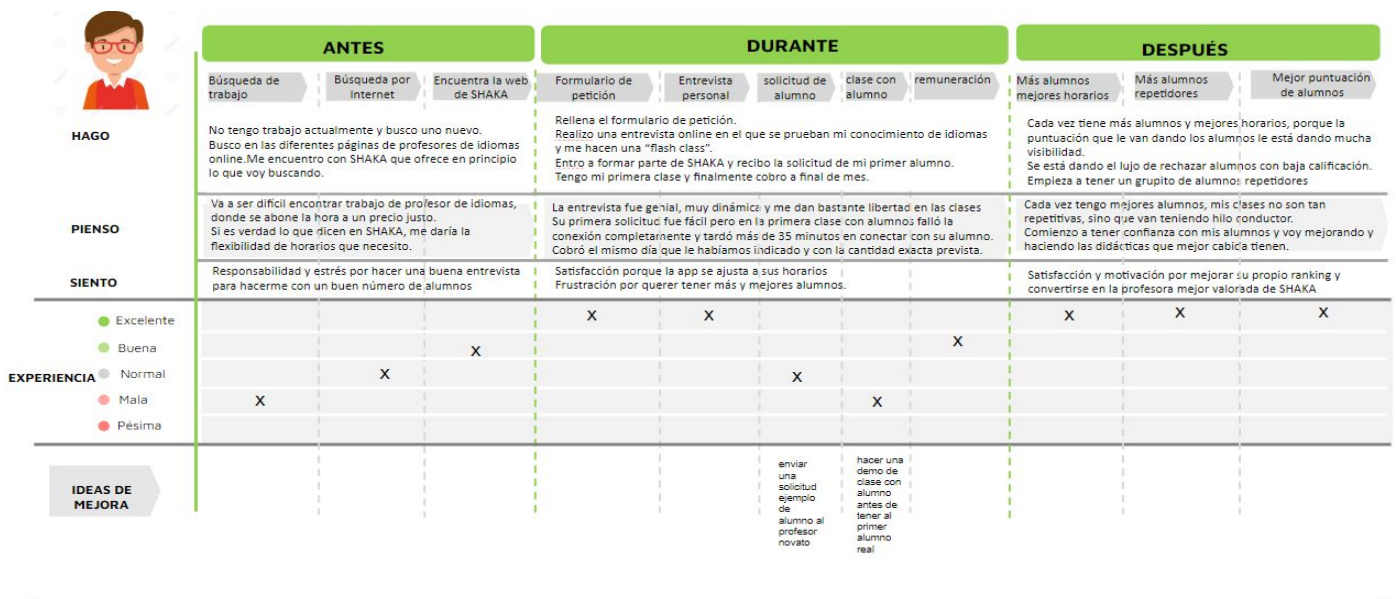 ANTES
DURANTE
DESPUÉS
Búsqueda de
trabajo
Búsqueda por
Internet
Encuentra la web
de SHAKA
Formulario de
petición
Entrevista
personal
solicitud de
alumno
clase con
alumno
remuneración
Más alumnos
mejores horarios
Más alumnos
repetidores
Mejor puntuación
de alumnos
HAGO
No tengo trabajo actualmente y busco uno nuevo.
Busco en las diferentes páginas de profesores de idiomas
online.Me encuentro con SHAKA que ofrece en principio
lo que voy buscando.
Rellena el formulario de petición.
Realizo una entrevista online en el que se prueban mi conocimiento de idiomas
y me hacen una “flash class”.
Entro a formar parte de SHAKA y recibo la solicitud de mi primer alumno.
Tengo mi primera clase y finalmente cobro a final de mes.
Cada vez tiene más alumnos y mejores horarios, porque la
puntuación que le van dando los alumnos le está dando mucha
visibilidad.
Se está dando el lujo de rechazar alumnos con baja calificación.
Empieza a tener un grupito de alumnos repetidores
PIENSO
Va a ser difícil encontrar trabajo de profesor de idiomas,
donde se abone la hora a un precio justo.
Si es verdad lo que dicen en SHAKA, me daría la
flexibilidad de horarios que necesito.
La entrevista fue genial, muy dinámica y me dan bastante libertad en las clases
Su primera solicitud fue fácil pero en la primera clase con alumnos falló la
conexión completamente y tardó más de 35 minutos en conectar con su alumno.
Cobró el mismo día que le habíamos indicado y con la cantidad exacta prevista.
Cada vez tengo mejores alumnos, mis clases no son tan
repetitivas, sino que van teniendo hilo conductor.
Comienzo a tener confianza con mis alumnos y voy mejorando y
haciendo las didácticas que mejor cabida tienen.
SIENTO
Responsabilidad y estrés por hacer una buena entrevista
para hacerme con un buen número de alumnos
Satisfacción porque la app se ajusta a sus horarios
Frustración por querer tener más y mejores alumnos.
Satisfacción y motivación por mejorar su propio ranking y
convertirse en la profesora mejor valorada de SHAKA
EXPERIENCIA
Excelente
X X X X X
Buena
X X
Normal
X X
Mala
X X
Pésima
IDEAS DE
MEJORA
enviar
una
solicitud
ejemplo
de
alumno al
profesor
novato
hacer una
demo de
clase con
alumno
antes de
tener al
primer
alumno
real